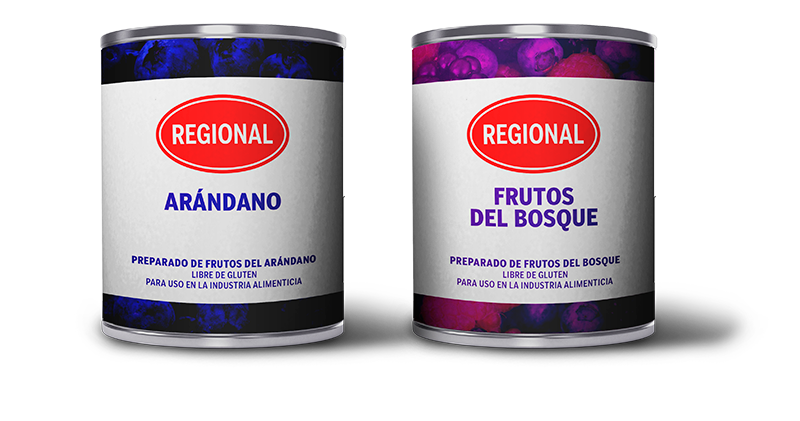 REGIONAL
ARÁNDANO
PREPARADO DE FRUTOS DEL ARÁNDANO
LIBRE DE GLUTEN
PARA USO EN LA INDUSTRIA ALIMENTICIA
REGIONAL
FRUTOS
DEL BOSQUE
PREPARADO DE FRUTOS DEL BOSQUE
LIBRE DE GLUTEN
PARA USO EN LA INDUSTRIA ALIMENTICIA